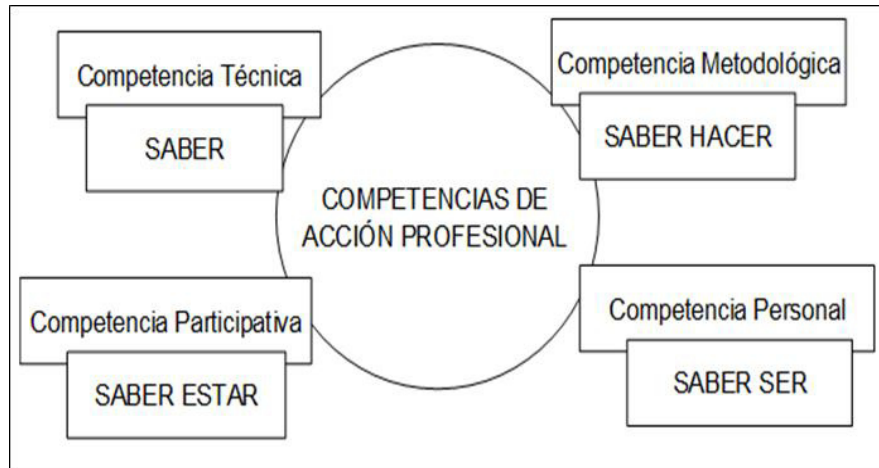 Competencia Técnica
SABER
Competencia Metodológica
SABER HACER
COMPETENCIAS DE
ACCIÓN PROFESIONAL
Competencia Participativa
SABER ESTAR
Competencia Personal
SABER SER